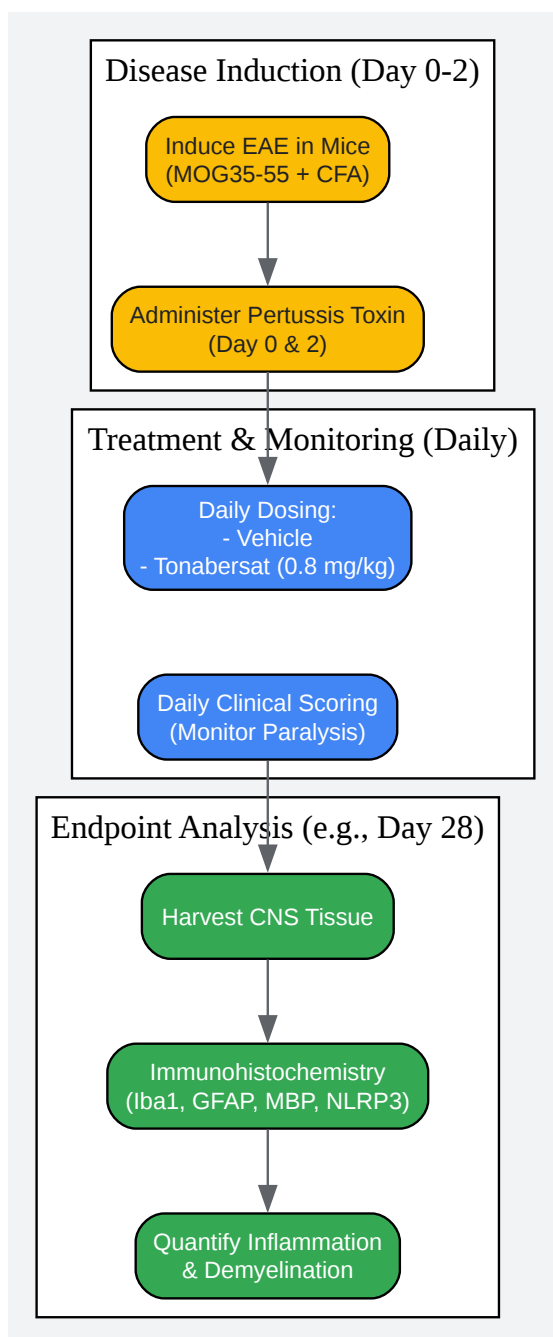 Disease Induction (Day 0-2)
Induce EAE in Mice
(MOG35-55 + CFA)
Administer Pertussis Toxin
(Day 0 & 2)
Treatment & Monitoring (Daily)
Daily Dosing:
- Vehicle
- Tonabersat (0.8 mg/kg)
Daily Clinical Scoring
(Monitor Paralysis)
Endpoint Analysis (e.g., Day 28)
Harvest CNS Tissue
Immunohistochemistry
(Iba1, GFAP, MBP, NLRP3)
Quantify Inflammation
& Demyelination